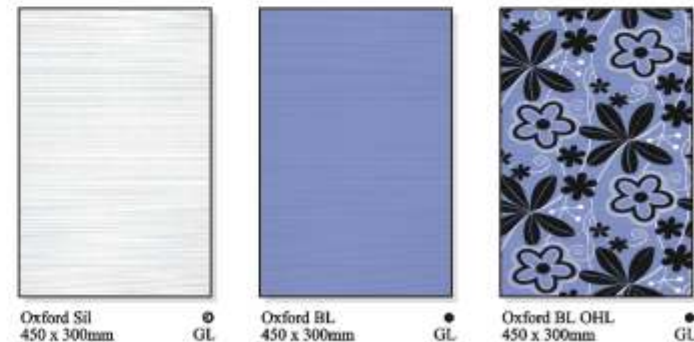 Oxford Sil
450 x 300mm GL
Oxford BL
450 x 300mm GL
Oxford BL OHL
450 x 300mm GL